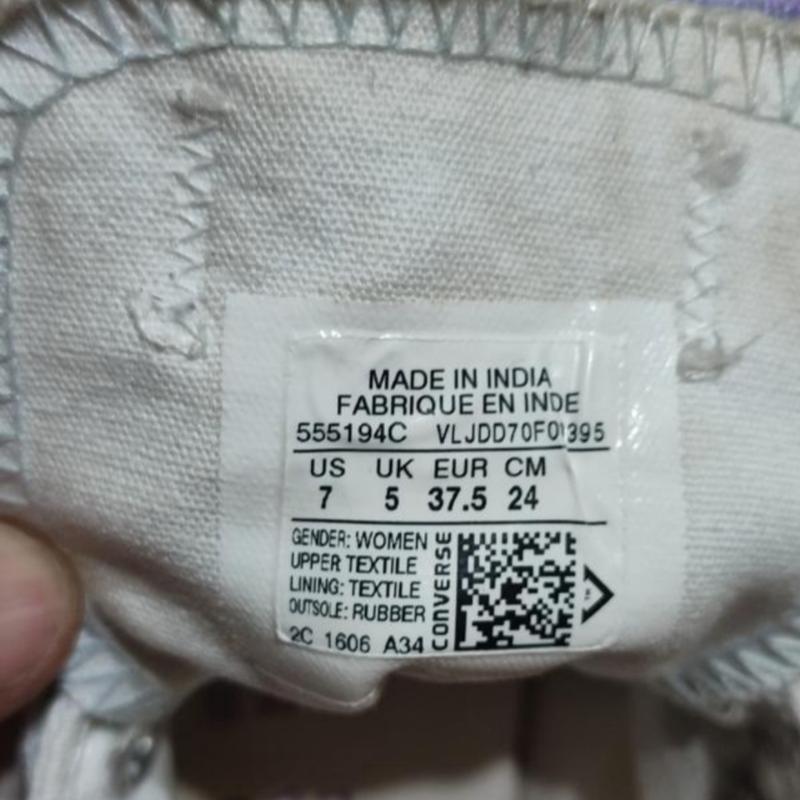 MADE IN INDIA
FABRIQUE EN INDE
555194C VLJDD70F01395
US UK EUR CM
7 5 37.5 24
GENDER: WOMEN
UPPER TEXTILE
LINING: TEXTILE
OUTSOLE: RUBBER
2C 1606 A34
CONVERSE